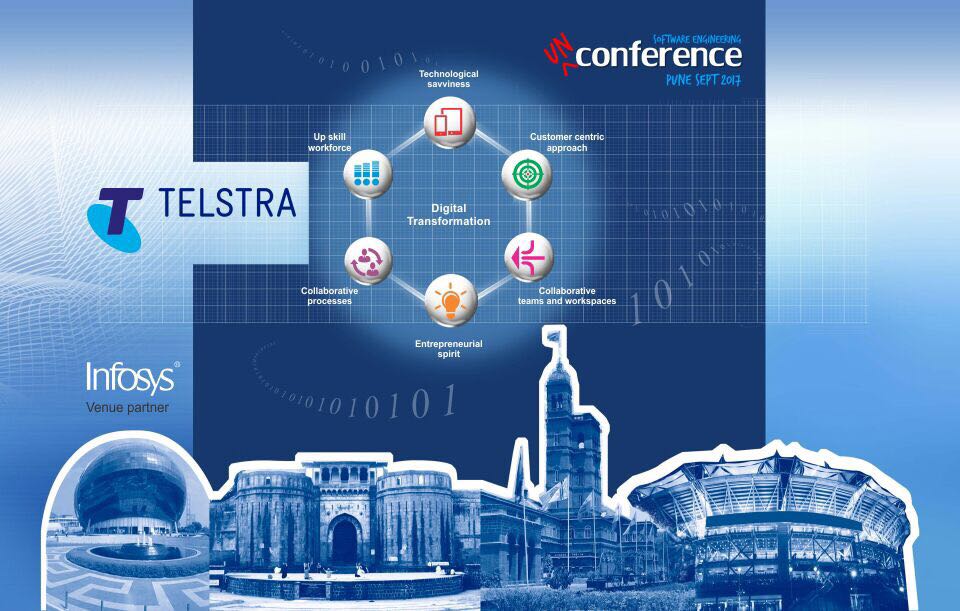 SOFTWARE ENGINEERING
UN
conference
PUNE SEPT 2017
Technological
savviness
Up skill
workforce
Customer centric
approach
TELSTRA
Digital
Transformation
Collaborative
processes
Collaborative
teams and workspaces
Entrepreneurial
spirit
Infosys®
Venue partner